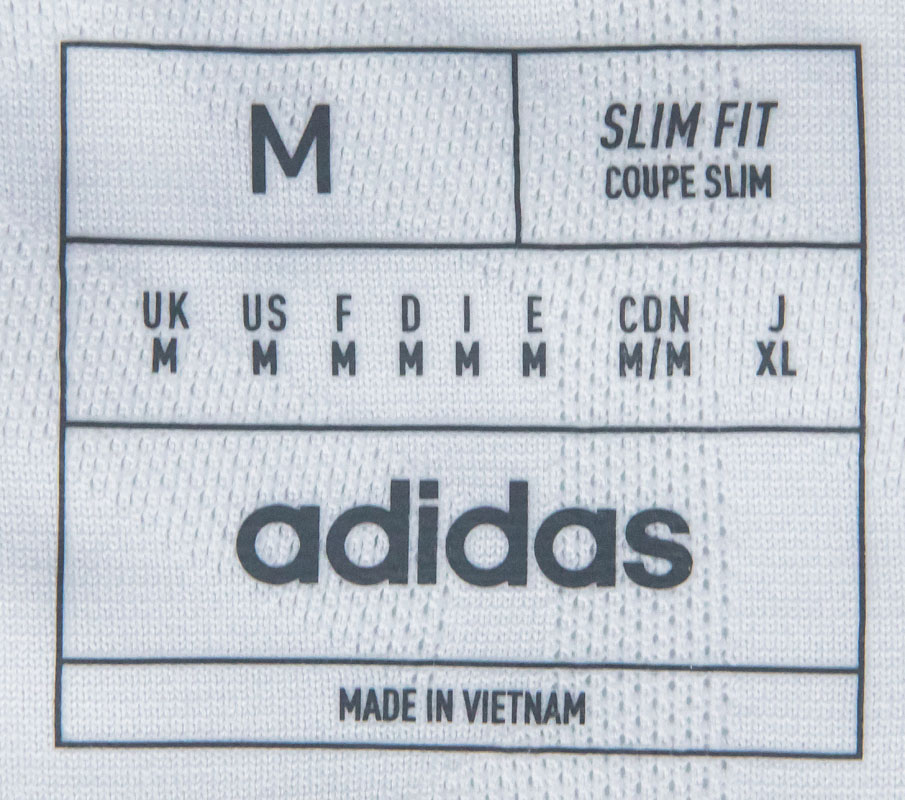 M
SLIM FIT
COUPE SLIM
UK US F D I E CDN J
M M M M M M M/M XL
adidas
MADE IN VIETNAM